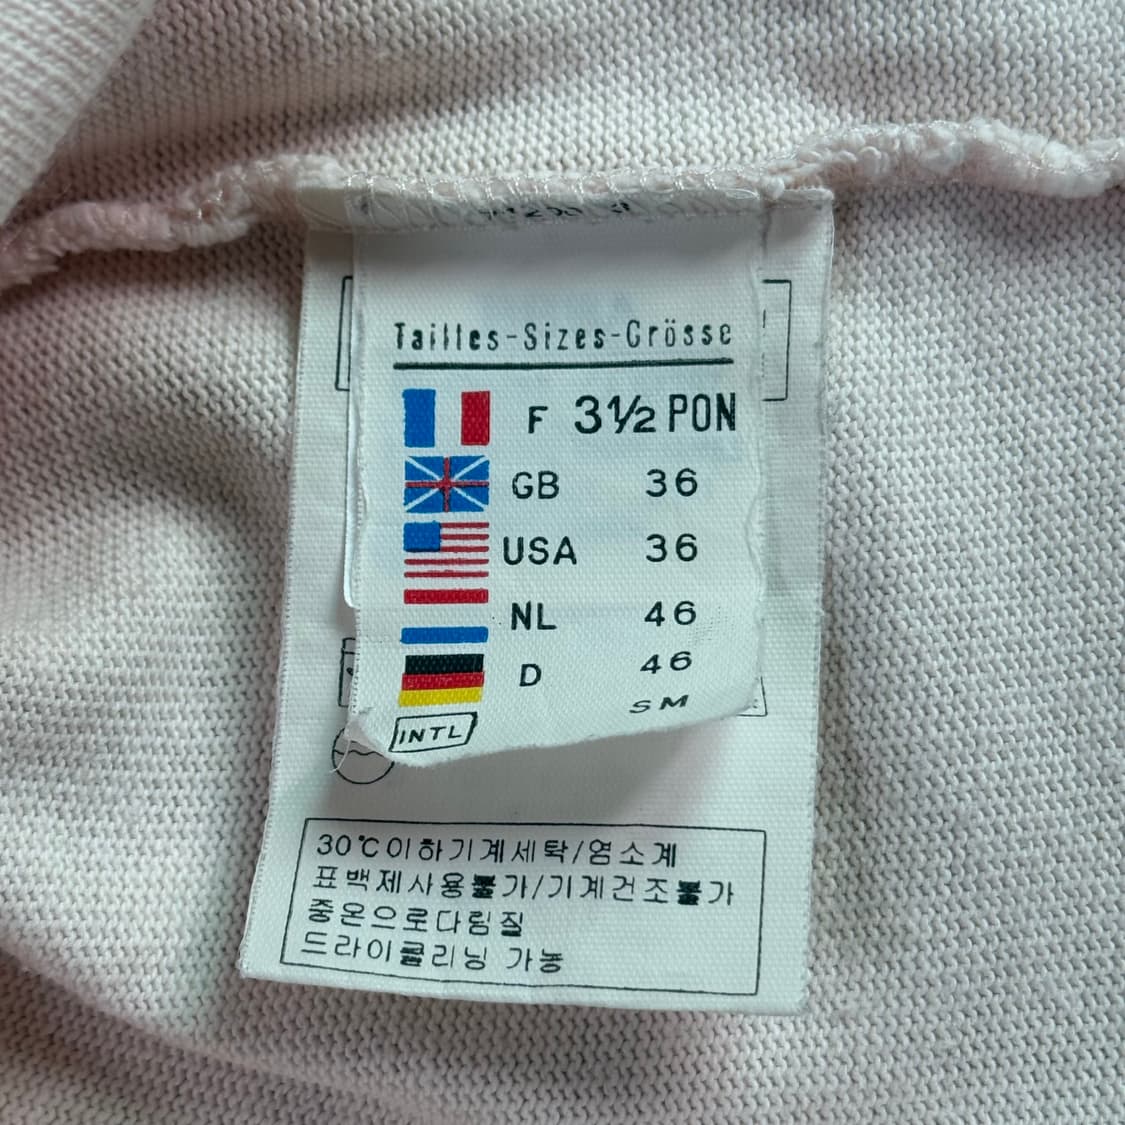 Tailles-Sizes-Grösse
F 3½ PON
GB 36
USA 36
NL 46
D 46
INTL SM
30℃이하기계세탁/염소계
표백제사용불가/기계건조불가
중온으로다림질
드라이클리닝 가능